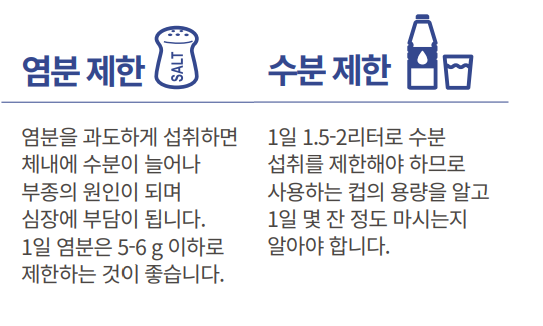 염분 제한
SALT
염분을 과도하게 섭취하면
체내에 수분이 늘어나
부종의 원인이 되며
심장에 부담이 됩니다.
1일 염분은 5-6 g 이하로
제한하는 것이 좋습니다.
수분 제한
1일 1.5-2리터로 수분
섭취를 제한해야 하므로
사용하는 컵의 용량을 알고
1일 몇 잔 정도 마시는지
알아야 합니다.